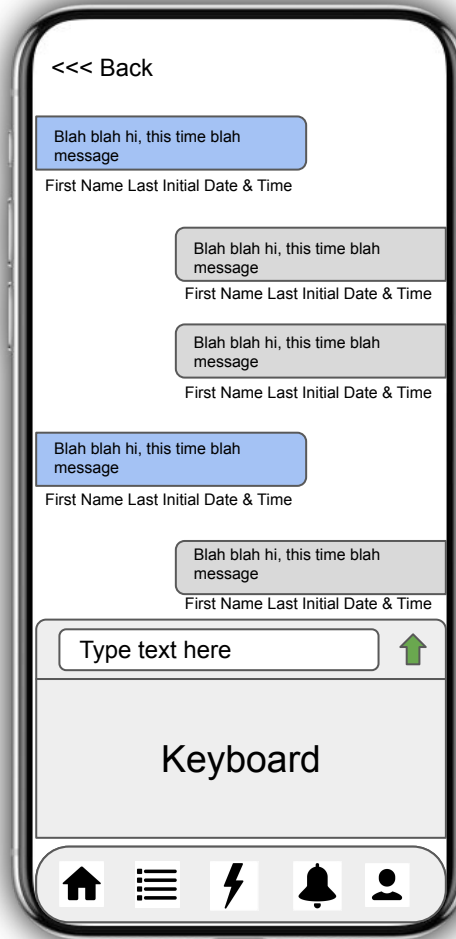 <<< Back
Blah blah hi, this time blah
message
First Name Last Initial Date & Time
Blah blah hi, this time blah
message
First Name Last Initial Date & Time
Blah blah hi, this time blah
message
First Name Last Initial Date & Time
Blah blah hi, this time blah
message
First Name Last Initial Date & Time
Blah blah hi, this time blah
message
First Name Last Initial Date & Time
Type text here
Keyboard